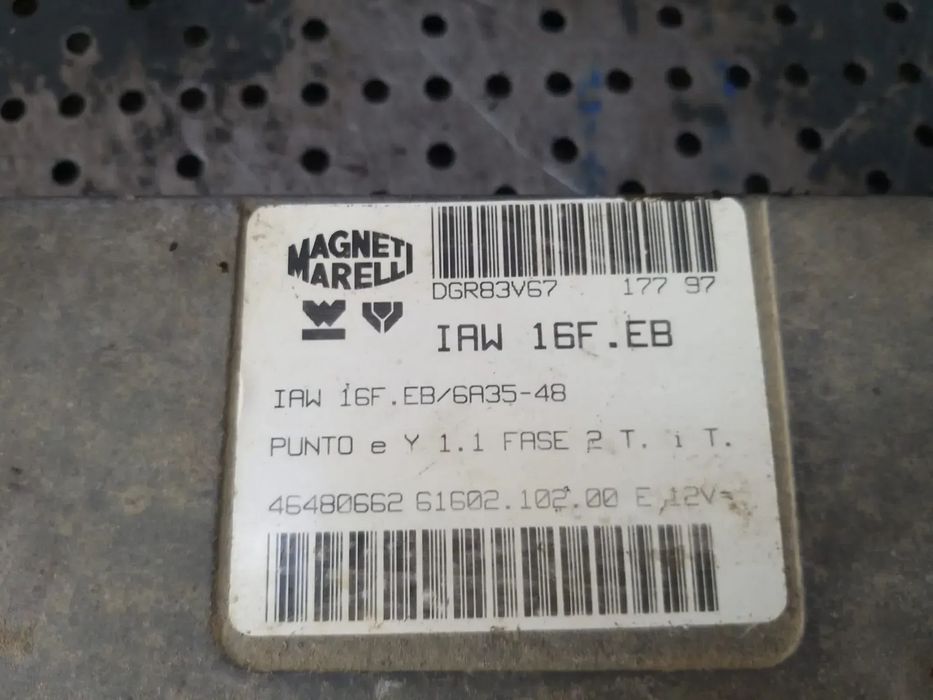 MAGNETI
MARELLI
DGR83V67 177 97
IAW 16F.EB
IAW 16F.EB/6A35-48
PUNTO e Y 1.1 FASE 2 T. i T.
46480662 61602.102.00 E 12V=